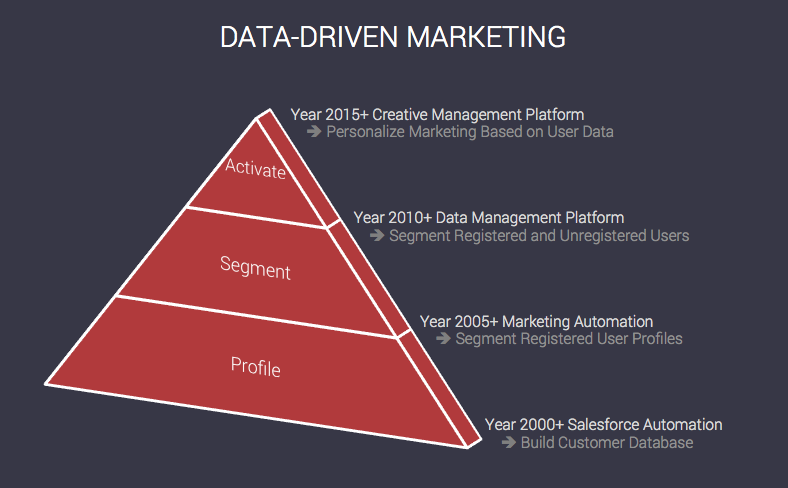 DATA-DRIVEN MARKETING
Year 2015+ Creative Management Platform
➔ Personalize Marketing Based on User Data
Activate
Year 2010+ Data Management Platform
➔ Segment Registered and Unregistered Users
Segment
Year 2005+ Marketing Automation
➔ Segment Registered User Profiles
Profile
Year 2000+ Salesforce Automation
➔ Build Customer Database